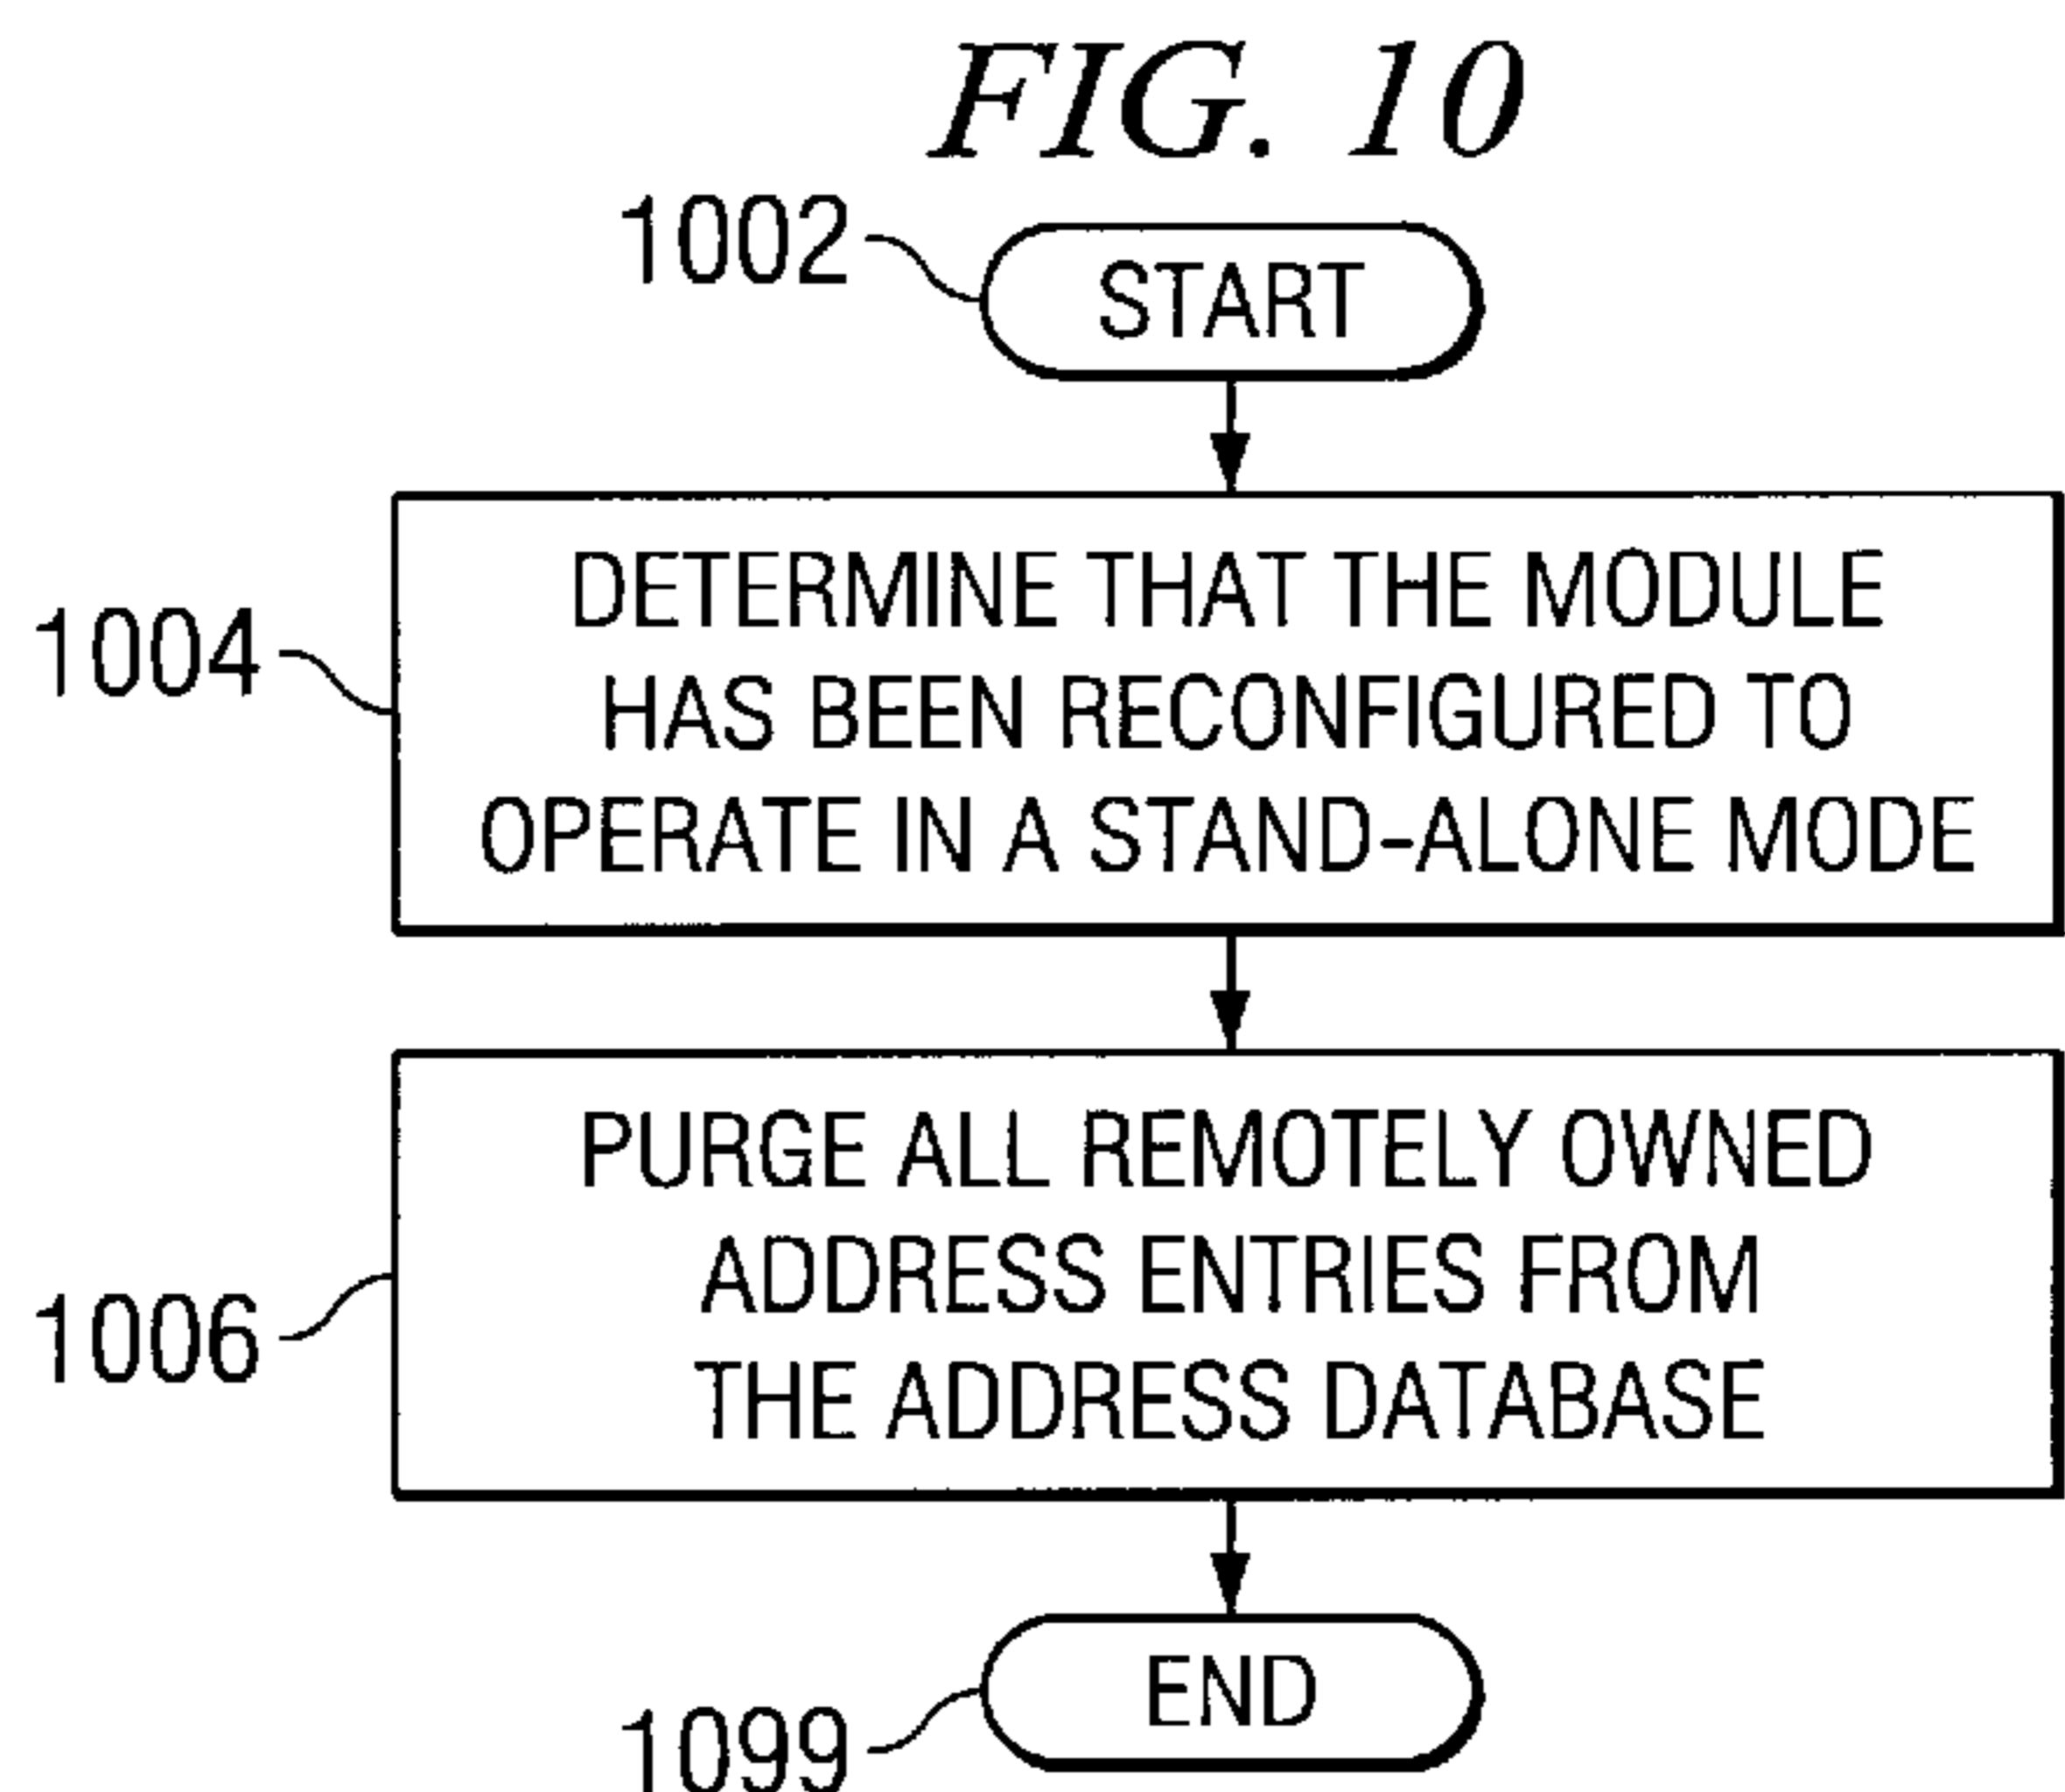 FIG. 10
1002
START
1004
DETERMINE THAT THE MODULE
HAS BEEN RECONFIGURED TO
OPERATE IN A STAND-ALONE MODE
1006
PURGE ALL REMOTELY OWNED
ADDRESS ENTRIES FROM
THE ADDRESS DATABASE
1099
END